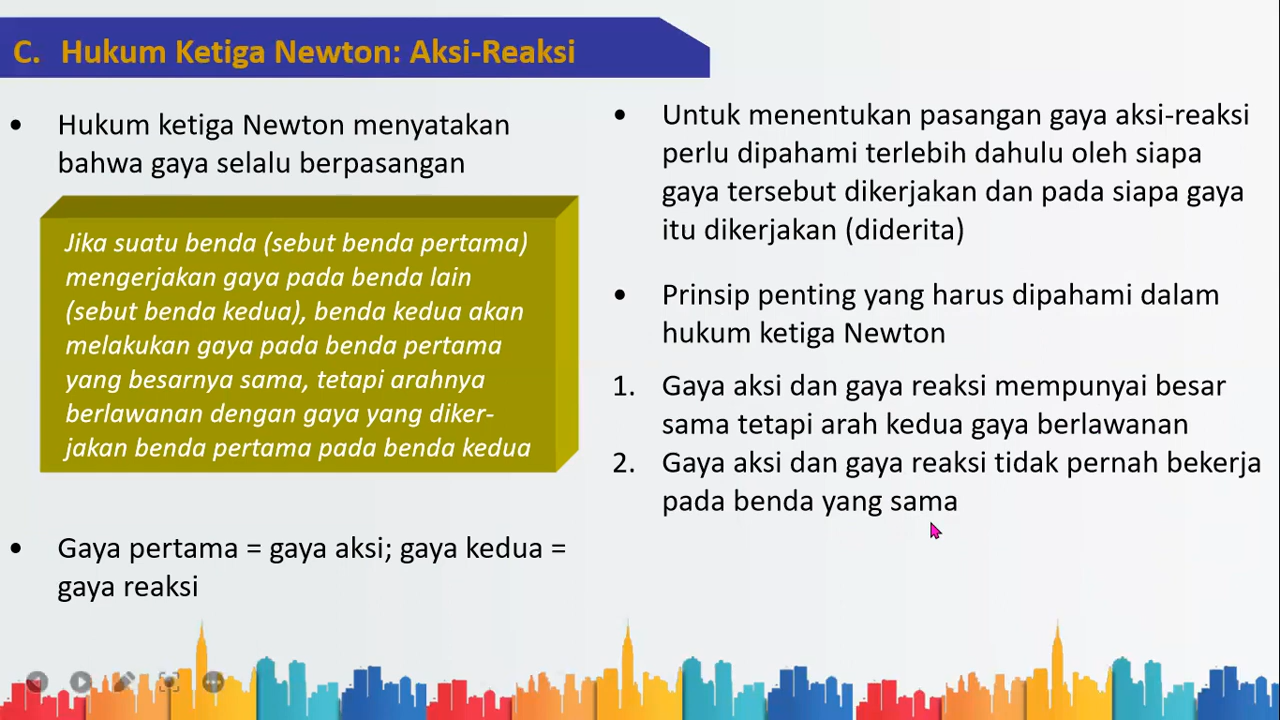 C. Hukum Ketiga Newton: Aksi-Reaksi
• Hukum ketiga Newton menyatakan
bahwa gaya selalu berpasangan
Jika suatu benda (sebut benda pertama)
mengerjakan gaya pada benda lain
(sebut benda kedua), benda kedua akan
melakukan gaya pada benda pertama
yang besarnya sama, tetapi arahnya
berlawanan dengan gaya yang diker-
jakan benda pertama pada benda kedua
• Gaya pertama = gaya aksi; gaya kedua =
gaya reaksi
• Untuk menentukan pasangan gaya aksi-reaksi
perlu dipahami terlebih dahulu oleh siapa
gaya tersebut dikerjakan dan pada siapa gaya
itu dikerjakan (diderita)
• Prinsip penting yang harus dipahami dalam
hukum ketiga Newton
1. Gaya aksi dan gaya reaksi mempunyai besar
sama tetapi arah kedua gaya berlawanan
2. Gaya aksi dan gaya reaksi tidak pernah bekerja
pada benda yang sama